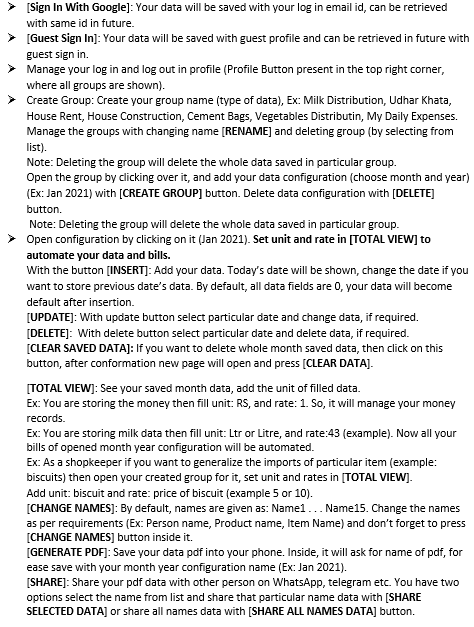 ➢ [Sign In With Google]: Your data will be saved with your log in email id, can be retrieved
with same id in future.
➢ [Guest Sign In]: Your data will be saved with guest profile and can be retrieved in future with
guest sign in.
➢ Manage your log in and log out in profile (Profile Button present in the top right corner,
where all groups are shown).
➢ Create Group: Create your group name (type of data), Ex: Milk Distribution, Udhar Khata,
House Rent, House Construction, Cement Bags, Vegetables Distributin, My Daily Expenses.
Manage the groups with changing name [RENAME] and deleting group (by selecting from
list).
Note: Deleting the group will delete the whole data saved in particular group.
Open the group by clicking over it, and add your data configuration (choose month and year)
(Ex: Jan 2021) with [CREATE GROUP] button. Delete data configuration with [DELETE]
button.
Note: Deleting the group will delete the whole data saved in particular group.
➢ Open configuration by clicking on it (Jan 2021). Set unit and rate in [TOTAL VIEW] to
automate your data and bills.
With the button [INSERT]: Add your data. Today's date will be shown, change the date if you
want to store previous date's data. By default, all data fields are 0, your data will become
default after insertion.
[UPDATE]: With update button select particular date and change data, if required.
[DELETE]: With delete button select particular date and delete data, if required.
[CLEAR SAVED DATA]: If you want to delete whole month saved data, then click on this
button, after conformation new page will open and press [CLEAR DATA].
[TOTAL VIEW]: See your saved month data, add the unit of filled data.
Ex: You are storing the money then fill unit: RS, and rate: 1. So, it will manage your money
records.
Ex: You are storing milk data then fill unit: Ltr or Litre, and rate:43 (example). Now all your
bills of opened month year configuration will be automated.
Ex: As a shopkeeper if you want to generalize the imports of particular item (example:
biscuits) then open your created group for it, set unit and rates in [TOTAL VIEW].
Add unit: biscuit and rate: price of biscuit (example 5 or 10).
[CHANGE NAMES]: By default, names are given as: Name1 . . . Name15. Change the names
as per requirements (Ex: Person name, Product name, Item Name) and don't forget to press
[CHANGE NAMES] button inside it.
[GENERATE PDF]: Save your data pdf into your phone. Inside, it will ask for name of pdf, for
ease save with your month year configuration name (Ex: Jan 2021).
[SHARE]: Share your pdf data with other person on WhatsApp, telegram etc. You have two
options select the name from list and share that particular name data with [SHARE
SELECTED DATA] or share all names data with [SHARE ALL NAMES DATA] button.